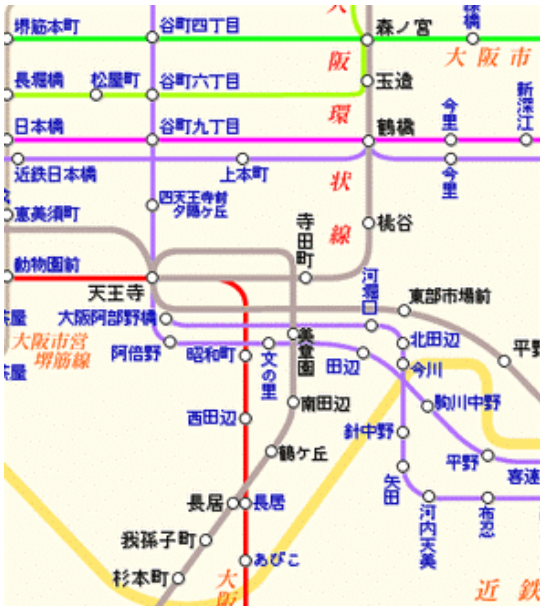 堺筋本町
谷町四丁目
森ノ宮
大阪市
長堀橋
松屋町
谷町六丁目
玉造
大阪環状線
日本橋
谷町九丁目
鶴橋
今里
新深江
近鉄日本橋
上本町
今里
恵美須町
四天王寺前
夕陽ヶ丘
寺田町
桃谷
動物園前
天王寺
河堀口
東部市場前
大阪市営
堺筋線
大阪阿部野橋
阿倍野
昭和町
文の里
美章園
田辺
北田辺
今川
平野
西田辺
南田辺
駒川中野
針中野
鶴ケ丘
平野
喜連
矢田
長居
長居
河内天美
布忍
我孫子町
あびこ
杉本町
大阪
近鉄